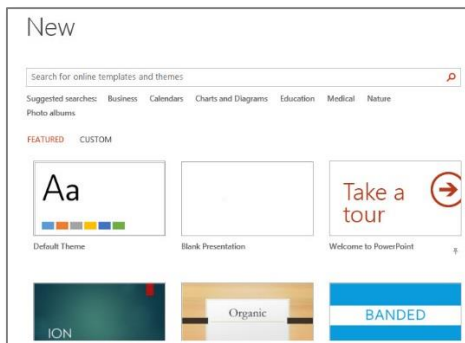 New
Search for online templates and themes
Suggested searches: Business Calendars Charts and Diagrams Education Medical Nature
Photo albums
FEATURED CUSTOM
Aa
Take a
tour
Default Theme Blank Presentation Welcome to PowerPoint
ION
Organic
BANDED